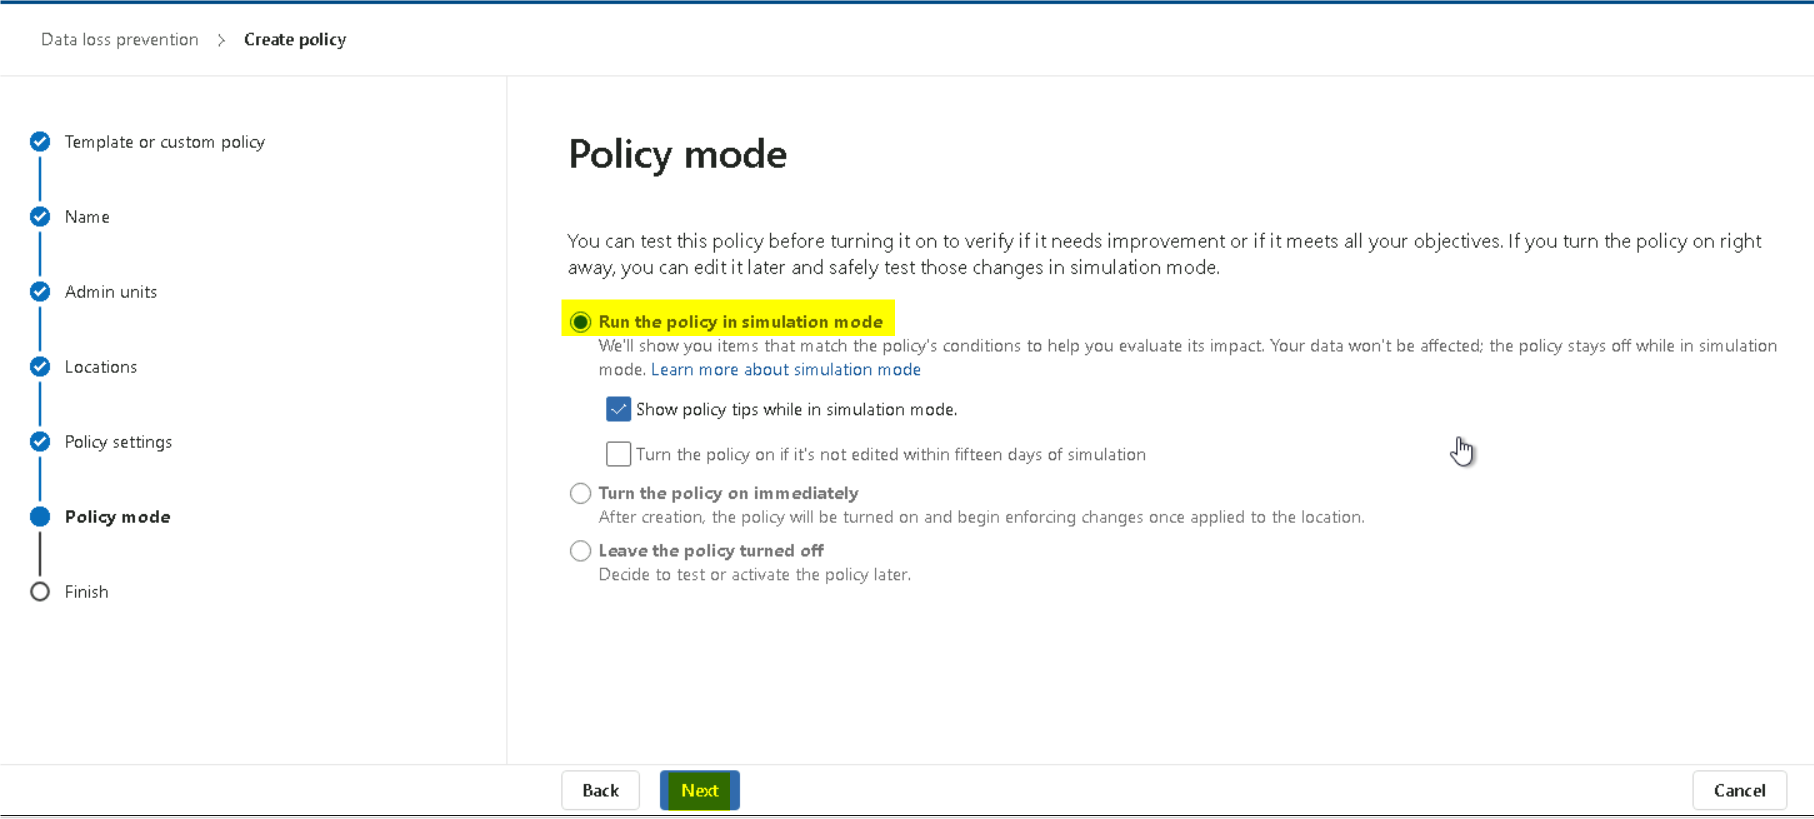 Data loss prevention > Create policy
Template or custom policy
Name
Admin units
Locations
Policy settings
Policy mode
Finish
Policy mode
You can test this policy before turning it on to verify if it needs improvement or if it meets all your objectives. If you turn the policy on right
away, you can edit it later and safely test those changes in simulation mode.
Run the policy in simulation mode
We'll show you items that match the policy's conditions to help you evaluate its impact. Your data won't be affected; the policy stays off while in simulation
mode. Learn more about simulation mode
Show policy tips while in simulation mode.
Turn the policy on if it's not edited within fifteen days of simulation
Turn the policy on immediately
After creation, the policy will be turned on and begin enforcing changes once applied to the location.
Leave the policy turned off
Decide to test or activate the policy later.
Back
Next
Cancel